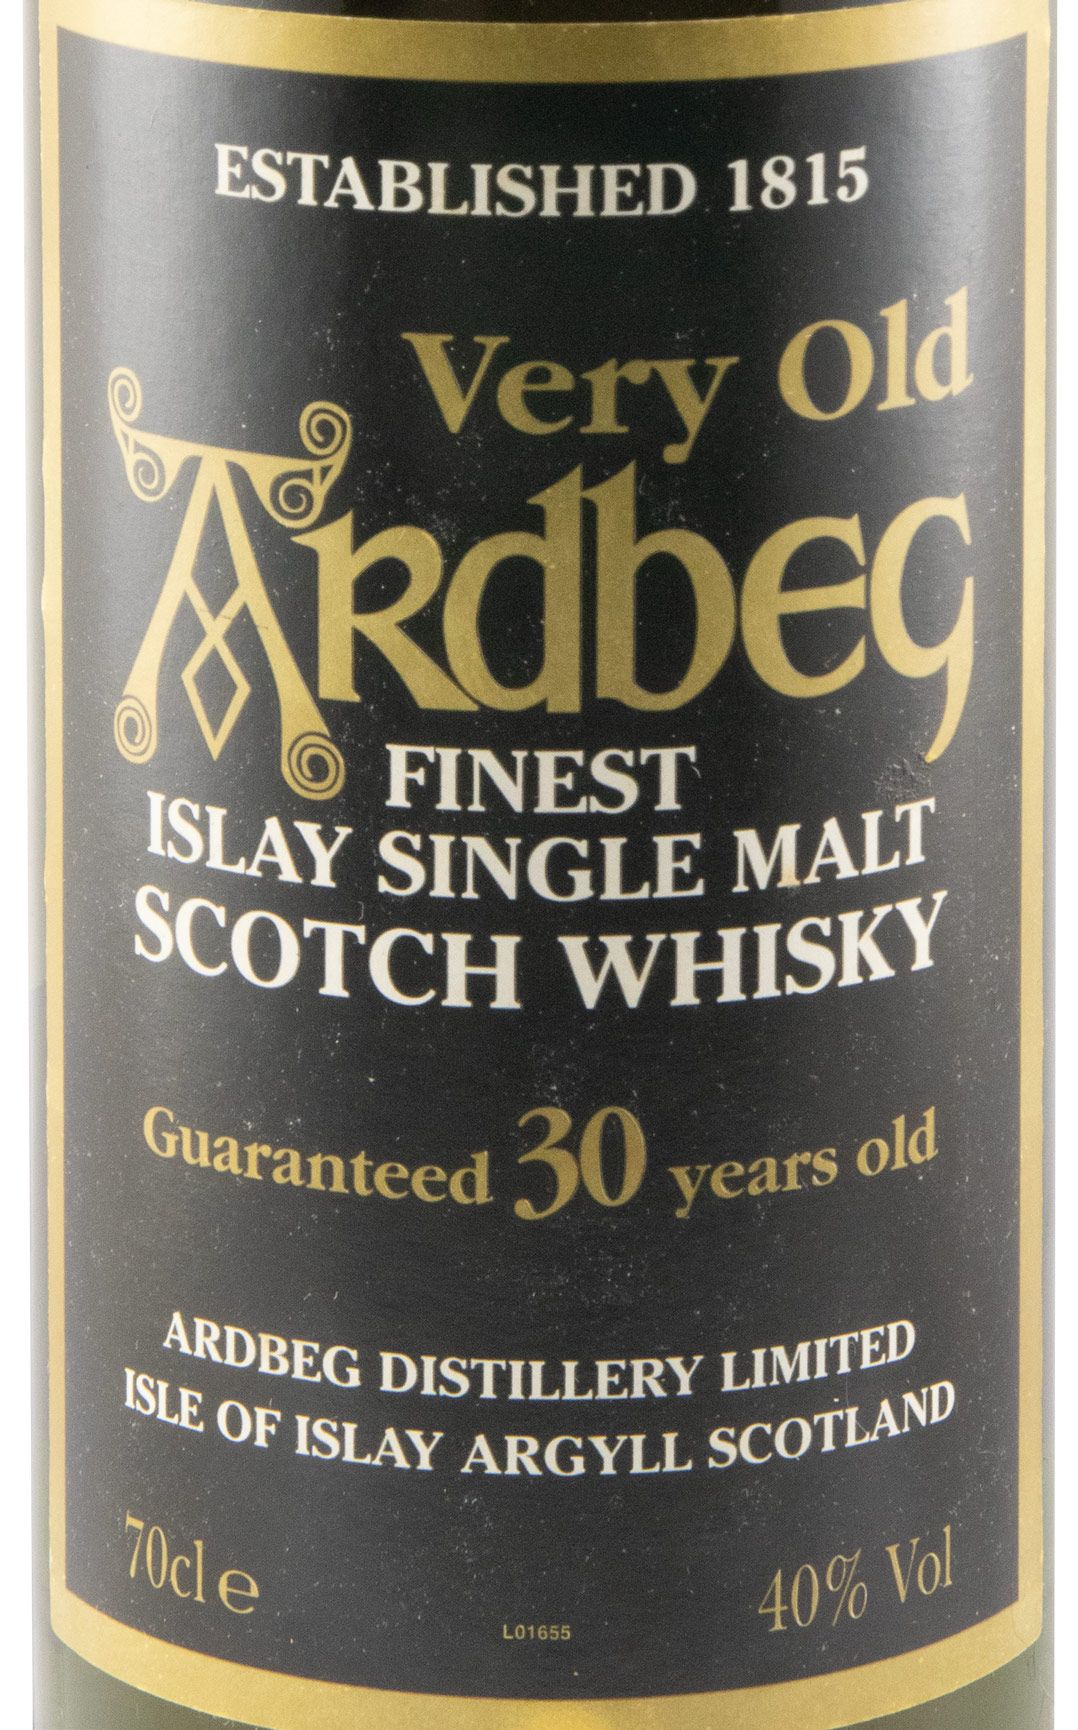 ESTABLISHED 1815
Very Old
Ardbeg
FINEST
ISLAY SINGLE MALT
SCOTCH WHISKY
Guaranteed 30 years old
ARDBEG DISTILLERY LIMITED
ISLE OF ISLAY ARGYLL SCOTLAND
70cl e
40% Vol
L01655